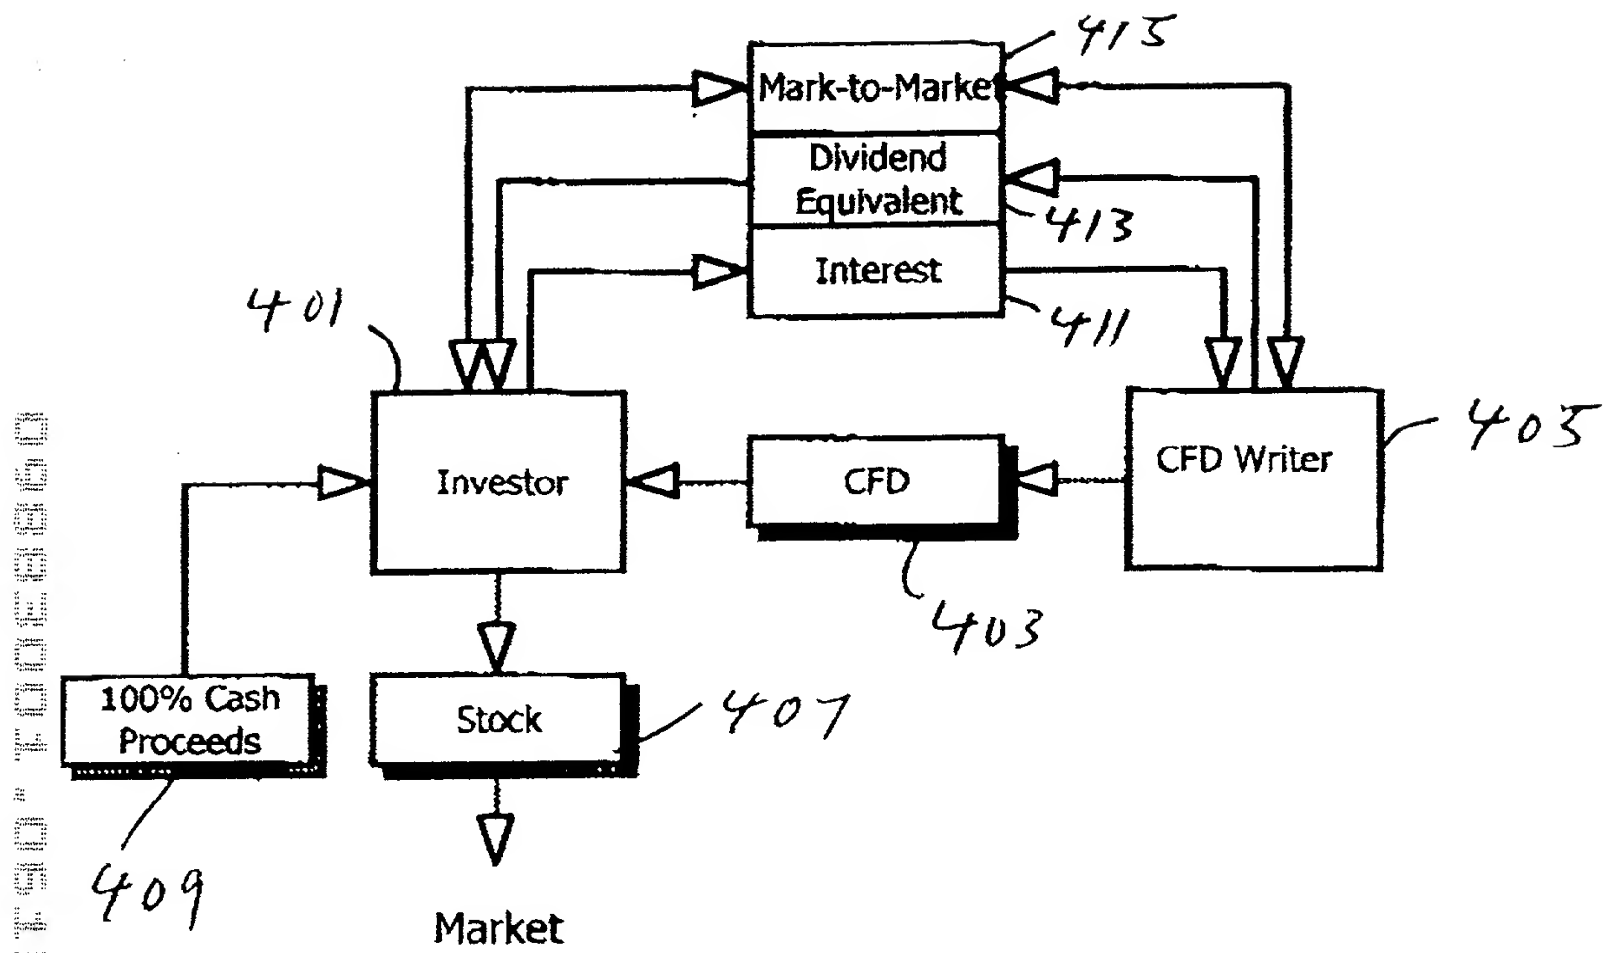 415
Mark-to-Market
Dividend
Equivalent
413
Interest
411
401
405
Investor
CFD
CFD Writer
403
100% Cash
Proceeds
Stock
407
409
Market